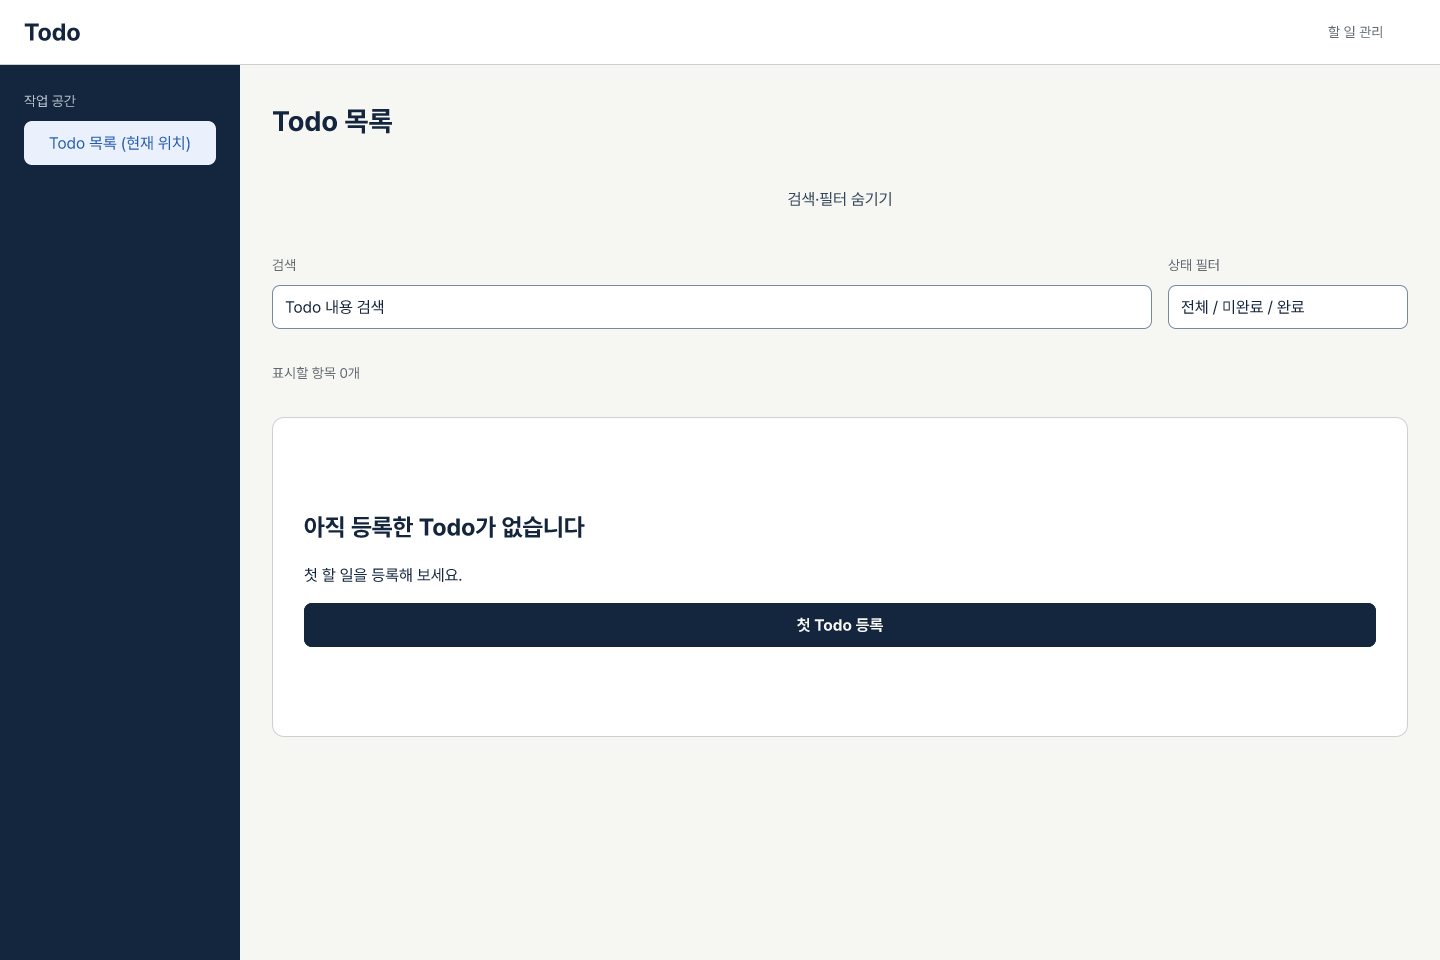 Todo
할 일 관리
작업 공간
Todo 목록 (현재 위치)
Todo 목록
검색·필터 숨기기
검색
상태 필터
Todo 내용 검색
전체 / 미완료 / 완료
표시할 항목 0개
아직 등록한 Todo가 없습니다
첫 할 일을 등록해 보세요.
첫 Todo 등록